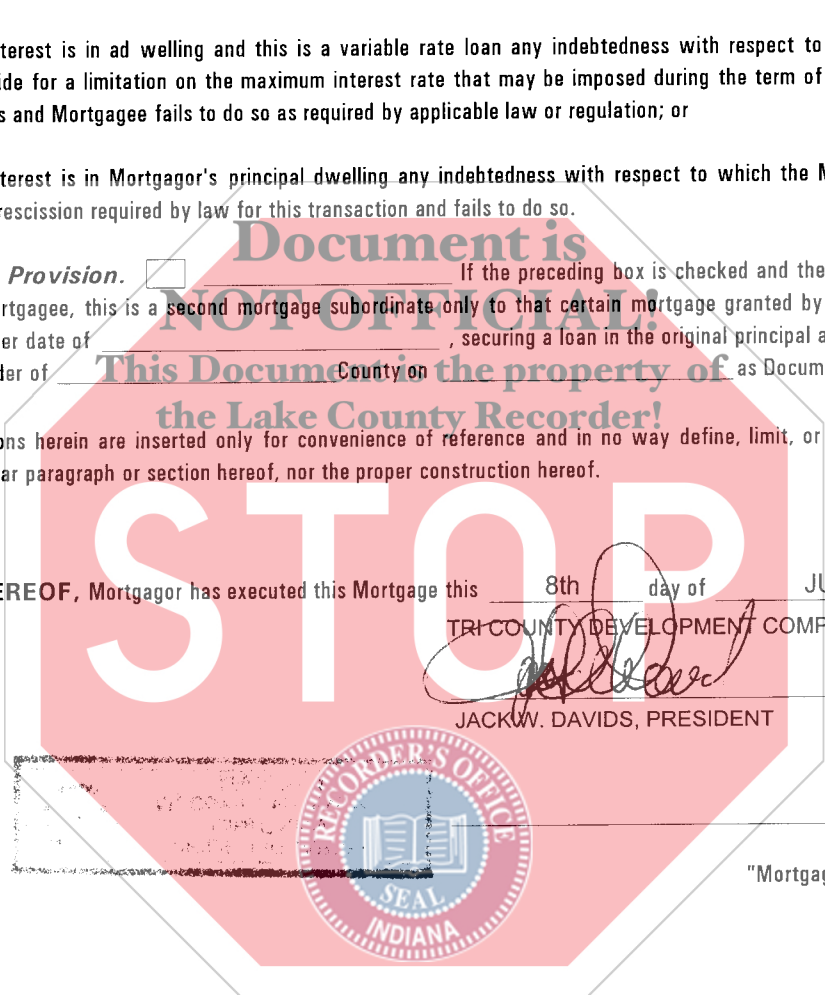 terest is in ad welling and this is a variable rate loan any indebtedness with respect to
ide for a limitation on the maximum interest rate that may be imposed during the term of
s and Mortgagee fails to do so as required by applicable law or regulation; or
terest is in Mortgagor's principal dwelling any indebtedness with respect to which the M
rescission required by law for this transaction and fails to do so.
Document is
Provision. If the preceding box is checked and the
NOT OFFICIAL!
rtgagee, this is a second mortgage subordinate only to that certain mortgage granted by
er date of , securing a loan in the original principal a
This Document is the property of
der of County on as Docum
the Lake County Recorder!
ons herein are inserted only for convenience of reference and in no way define, limit, or
ar paragraph or section hereof, nor the proper construction hereof.
STOP
EREOF, Mortgagor has executed this Mortgage this 8th day of JU
TRI COUNTY DEVELOPMENT COMP
JACK W. DAVIDS, PRESIDENT
RECORDER'S OFFICE
SEAL
INDIANA
"Mortgag